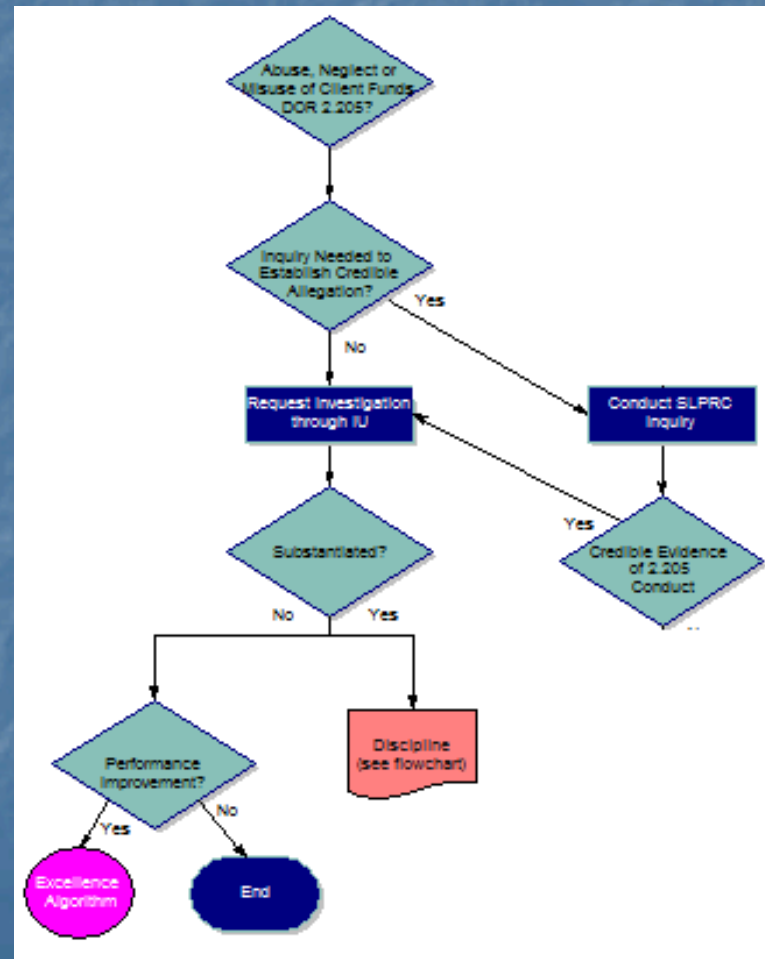 Abuse, Neglect or
Misuse of Client Funds
DOR 2.205?
Inquiry Needed to
Establish Credible
Allegation?
Yes
No
Request Investigation
through IU
Conduct SLPRC
Inquiry
Yes
Substantiated?
Credible Evidence
of 2.205
Conduct
No
Yes
Discipline
(see flowchart)
Performance
Improvement?
Yes
No
Excellence
Algorithm
End